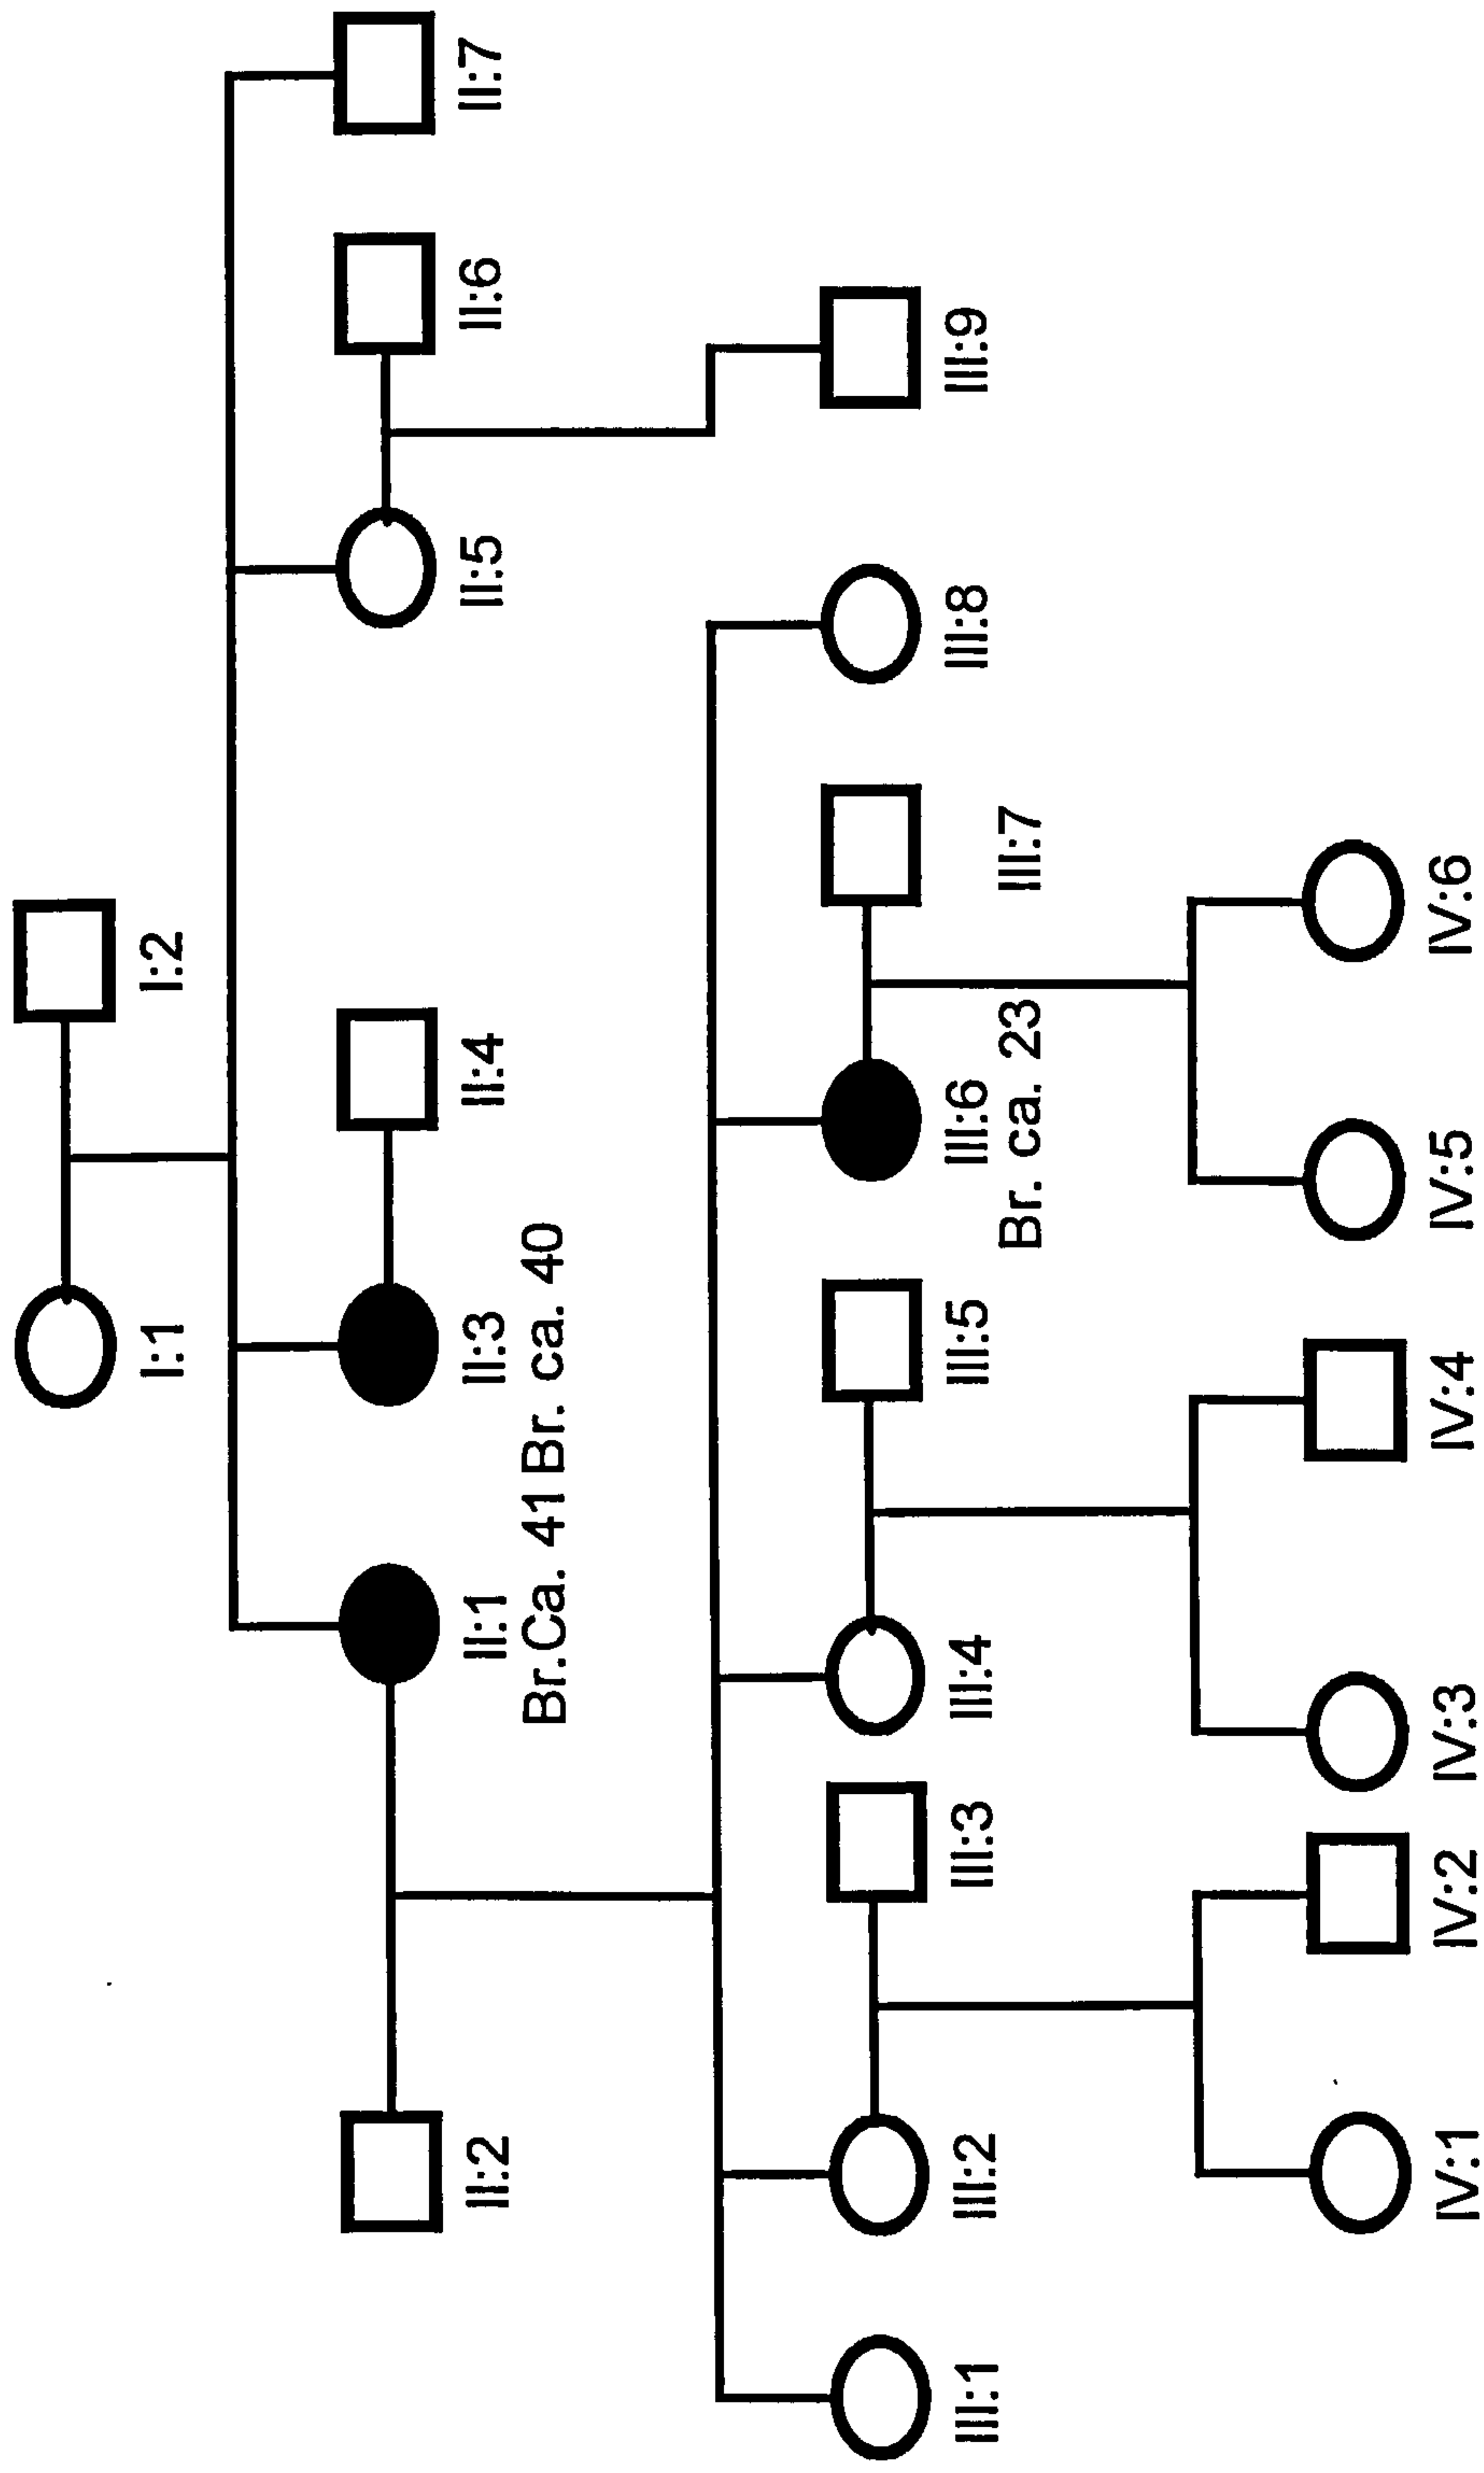 I:1 I:2
II:2 II:1 II:3 II:4 II:5 II:6 II:7
Br.Ca. 41 Br. ca. 40
III:1 III:2 III:3 III:4 III:5 III:6 III:8 III:9
Br. ca. 23 III:7
IV:1 IV:2 IV:3 IV:4 IV:5 IV:6